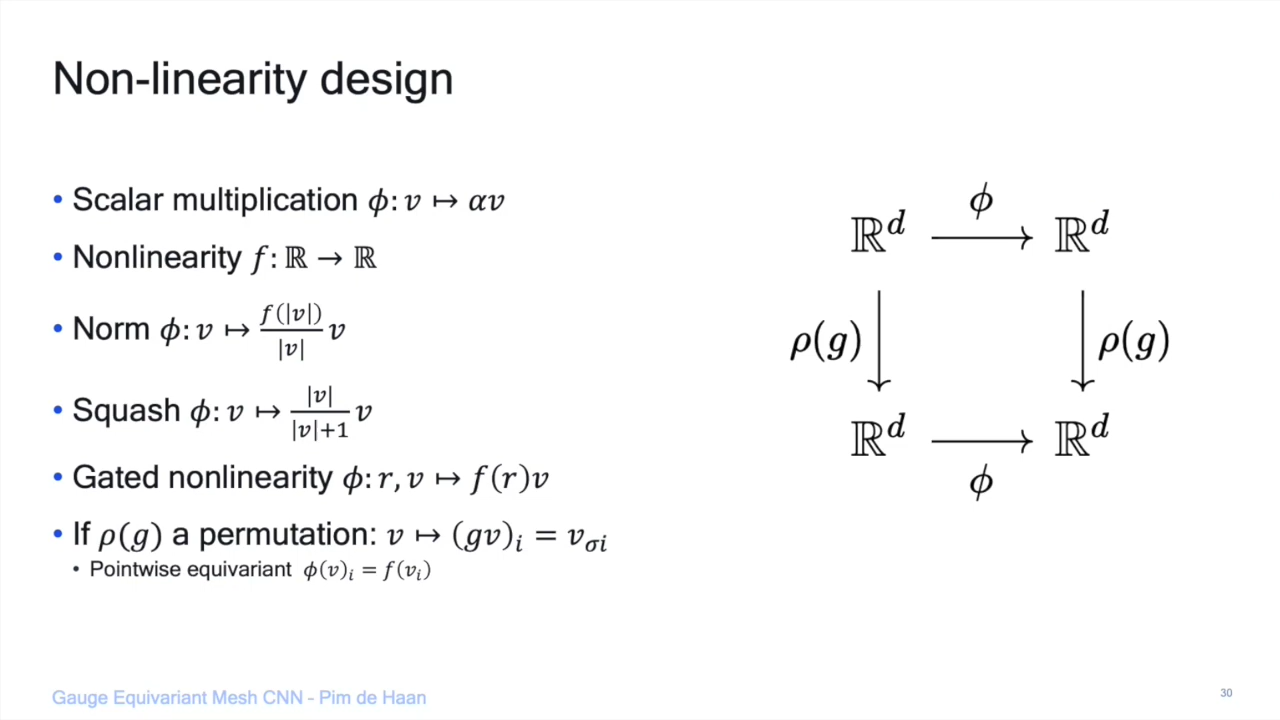 Non-linearity design
• Scalar multiplication ϕ: v ↦ αv
• Nonlinearity f: ℝ → ℝ
• Norm ϕ: v ↦ f(|v|)/|v| v
• Squash ϕ: v ↦ |v|/(|v|+1) v
• Gated nonlinearity ϕ: r, v ↦ f(r)v
• If ρ(g) a permutation: v ↦ (gv)ᵢ = v_σi
• Pointwise equivariant ϕ(v)ᵢ = f(vᵢ)
ϕ
ℝᵈ ⟶ ℝᵈ
ρ(g) ↓ ↓ ρ(g)
ℝᵈ ⟶ ℝᵈ
ϕ
Gauge Equivariant Mesh CNN - Pim de Haan
30